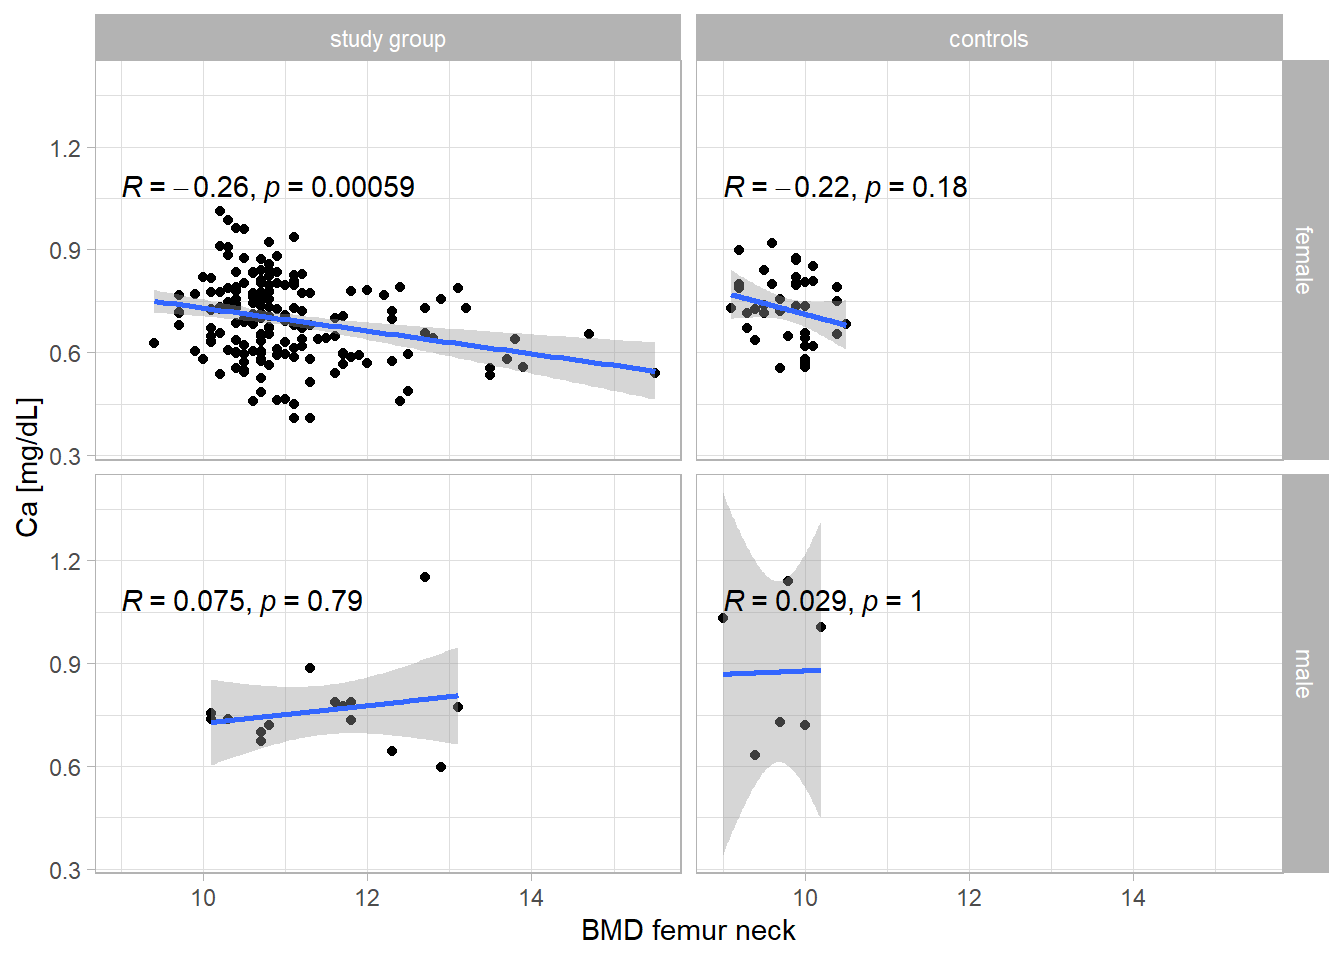 study group
controls
1.2
0.9
0.6
0.3
R = −0.26, p = 0.00059
R = −0.22, p = 0.18
female
Ca [mg/dL]
1.2
0.9
0.6
0.3
R = 0.075, p = 0.79
R = 0.029, p = 1
male
10
12
14
10
12
14
BMD femur neck